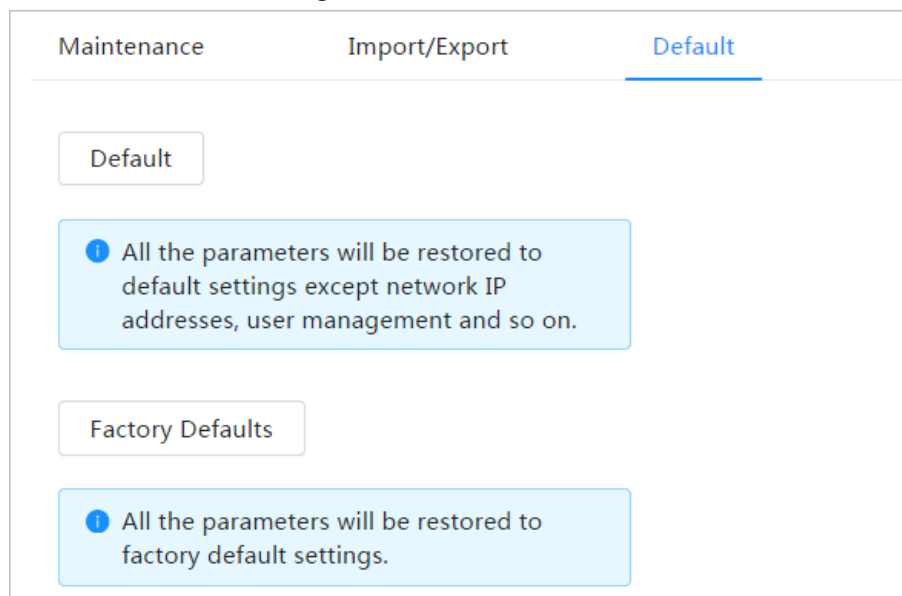 Maintenance Import/Export Default
Default
All the parameters will be restored to
default settings except network IP
addresses, user management and so on.
Factory Defaults
All the parameters will be restored to
factory default settings.